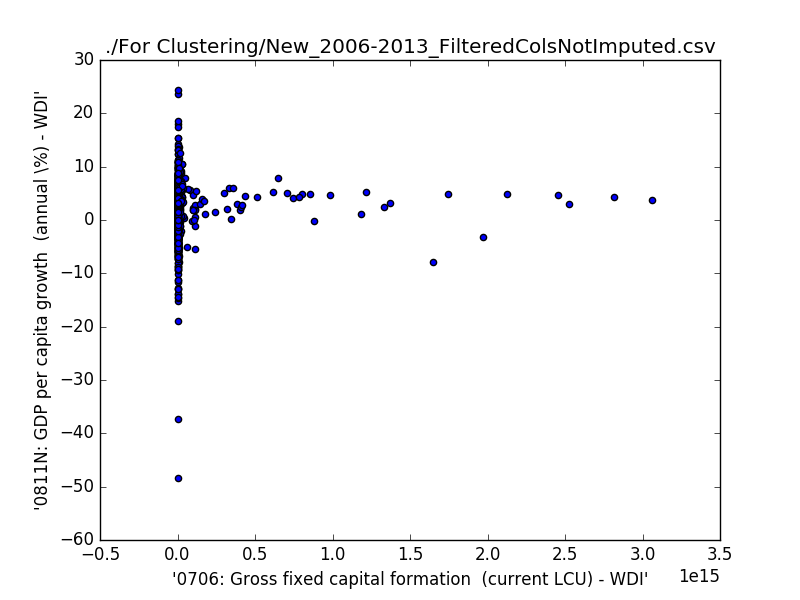 ./For Clustering/New_2006-2013_FilteredColsNotImputed.csv
30
20
10
0
−10
−20
−30
−40
−50
−60
'0811N: GDP per capita growth  (annual \%) - WDI'
−0.5 0.0 0.5 1.0 1.5 2.0 2.5 3.0 3.5
1e15
'0706: Gross fixed capital formation  (current LCU) - WDI'